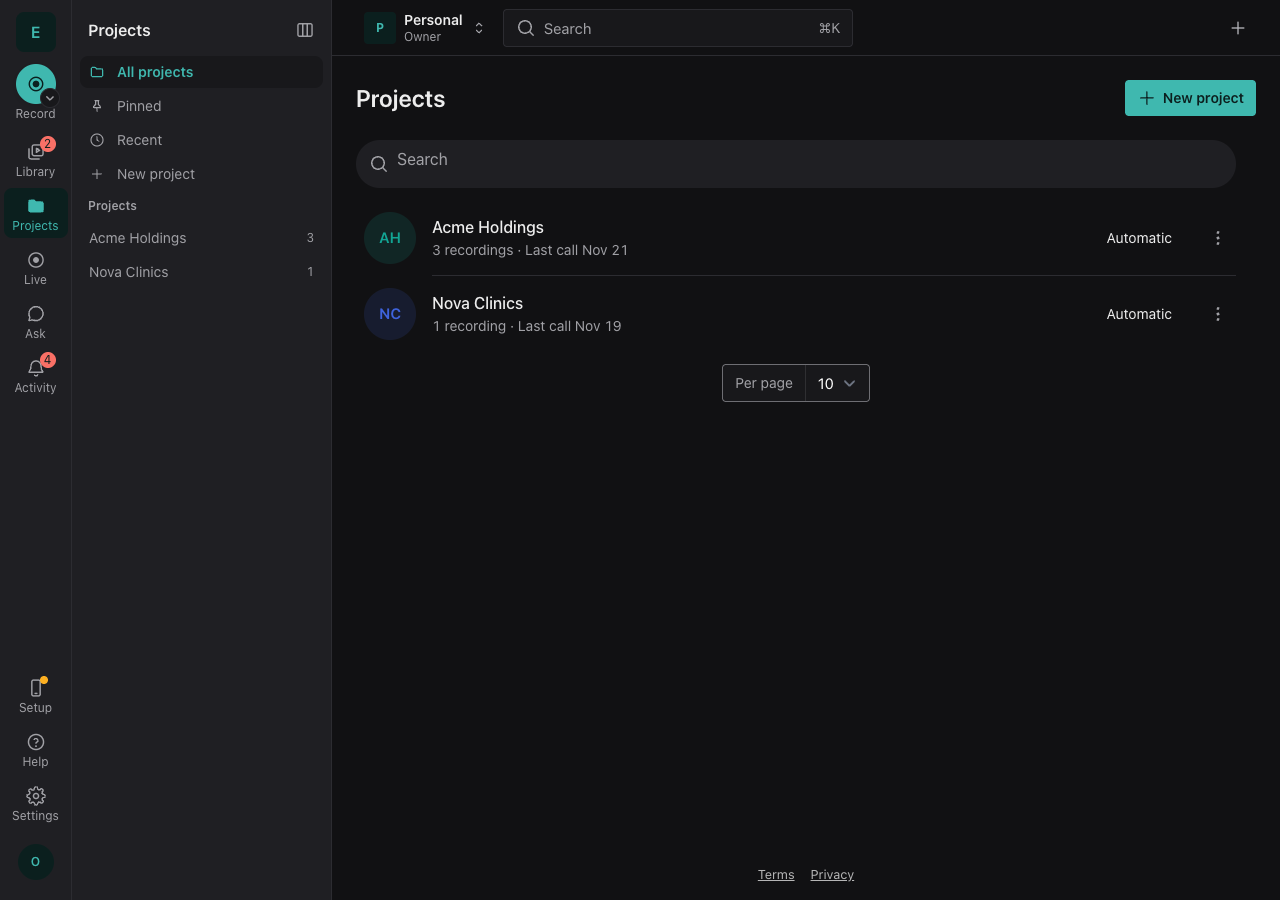 E
Record
2
Library
Projects
Live
Ask
4
Activity
Setup
Help
Settings
O
Projects
All projects
Pinned
Recent
New project
Projects
Acme Holdings 3
Nova Clinics 1
P
Personal
Owner
Search ⌘K
Projects
New project
Search
AH
Acme Holdings
3 recordings · Last call Nov 21
Automatic
NC
Nova Clinics
1 recording · Last call Nov 19
Automatic
Per page 10
Terms Privacy